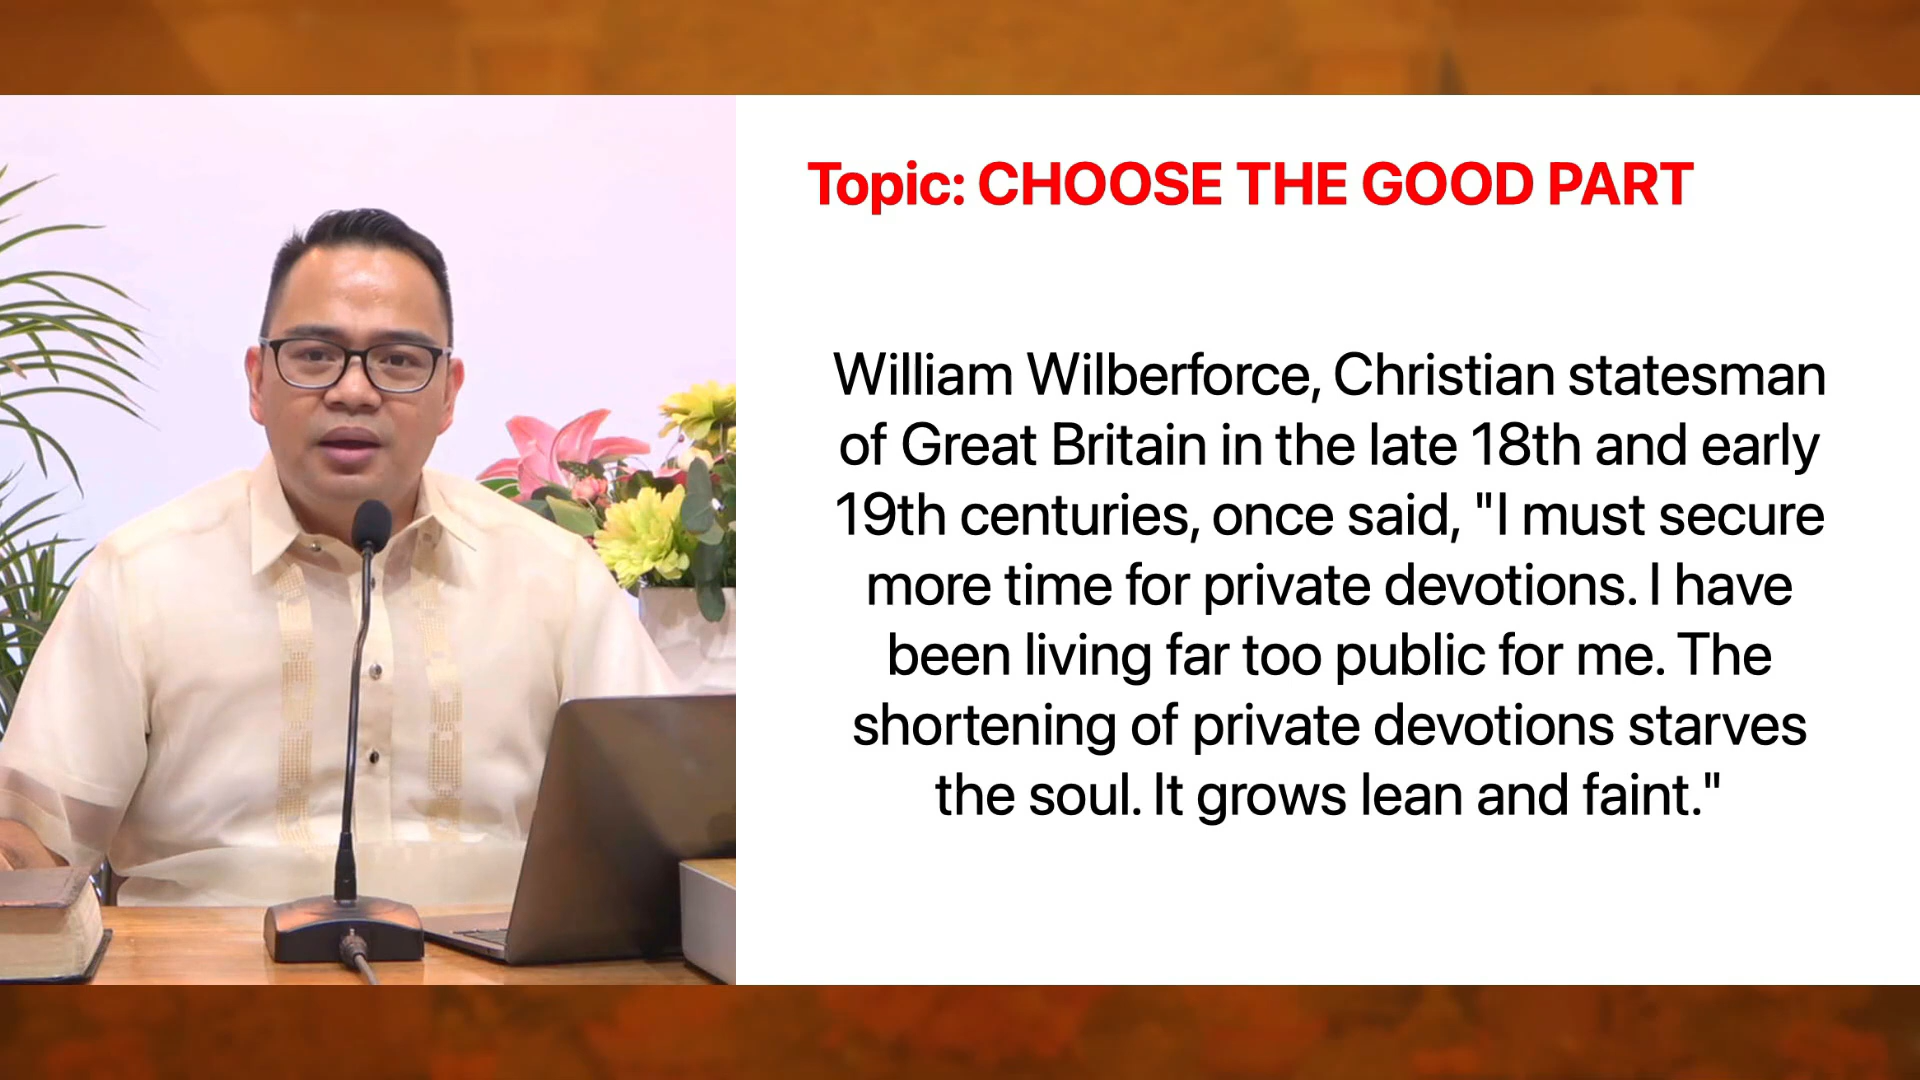 Topic: CHOOSE THE GOOD PART
William Wilberforce, Christian statesman
of Great Britain in the late 18th and early
19th centuries, once said, "I must secure
more time for private devotions. I have
been living far too public for me. The
shortening of private devotions starves
the soul. It grows lean and faint."